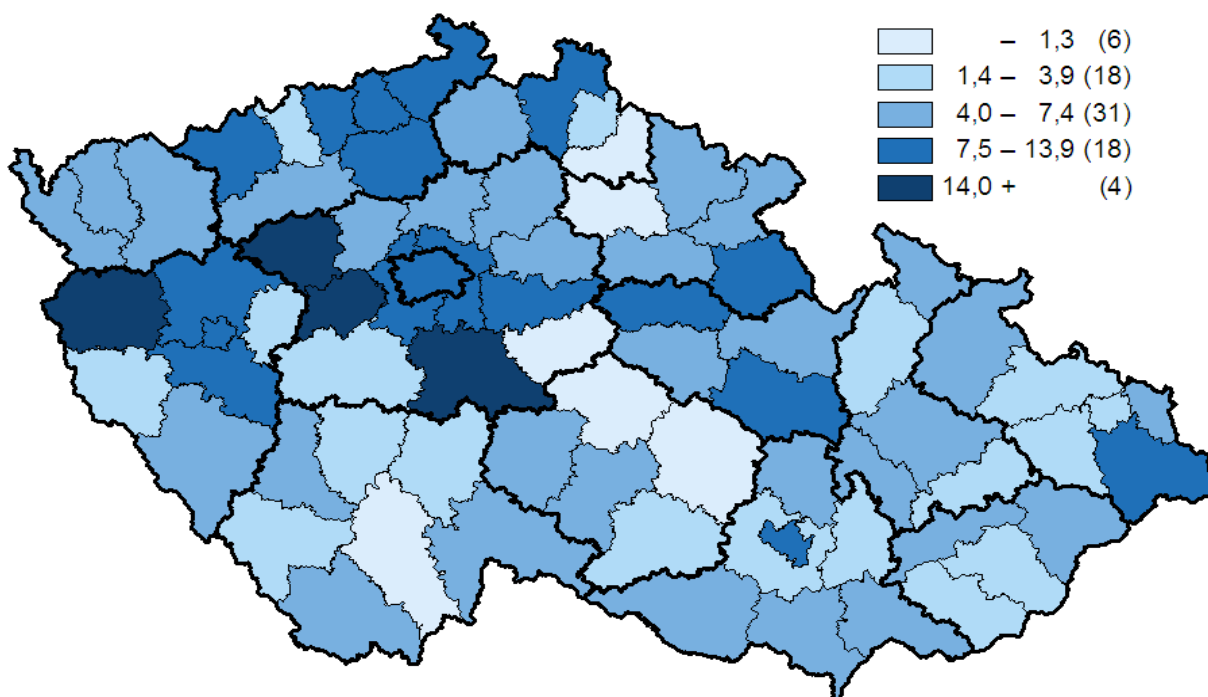 – 1,3 (6)
1,4 – 3,9 (18)
4,0 – 7,4 (31)
7,5 – 13,9 (18)
14,0 + (4)